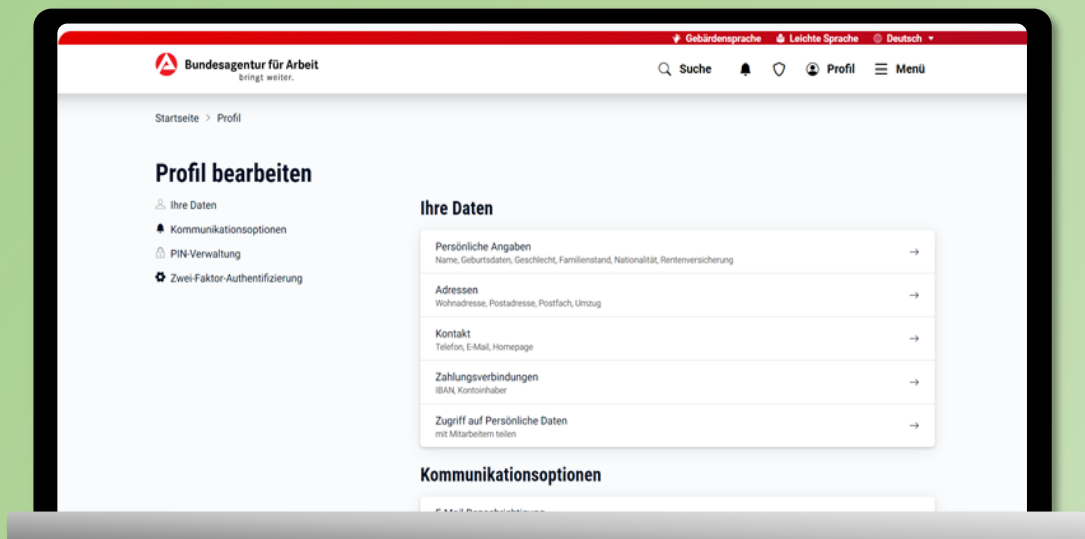 Gebärdensprache Leichte Sprache Deutsch
Bundesagentur für Arbeit
bringt weiter.
Suche Profil Menü
Startseite > Profil
Profil bearbeiten
Ihre Daten
Kommunikationsoptionen
PIN-Verwaltung
Zwei-Faktor-Authentifizierung
Ihre Daten
Persönliche Angaben
Name, Geburtsdaten, Geschlecht, Familienstand, Nationalität, Rentenversicherung
Adressen
Wohnadresse, Postadresse, Postfach, Umzug
Kontakt
Telefon, E-Mail, Homepage
Zahlungsverbindungen
IBAN, Kontoinhaber
Zugriff auf Persönliche Daten
mit Mitarbeitern teilen
Kommunikationsoptionen